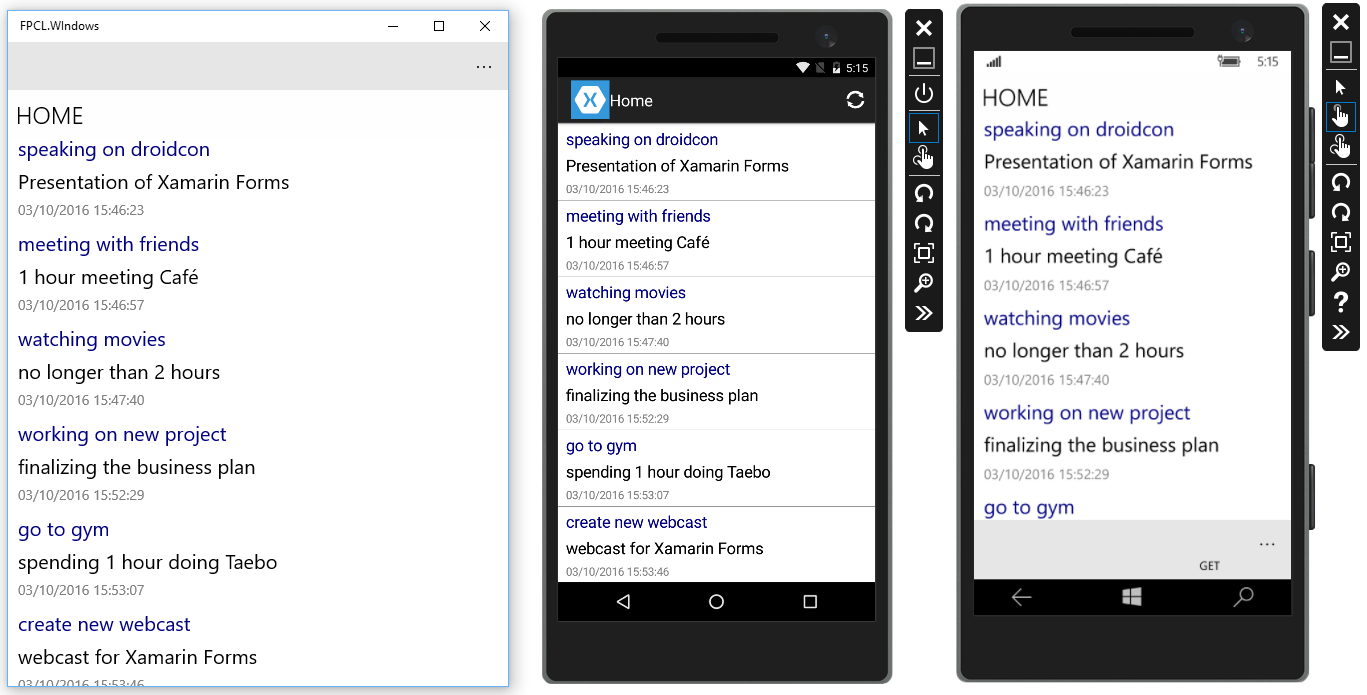 FPCL.WIndows
...
HOME
speaking on droidcon
Presentation of Xamarin Forms
03/10/2016 15:46:23
meeting with friends
1 hour meeting Café
03/10/2016 15:46:57
watching movies
no longer than 2 hours
03/10/2016 15:47:40
working on new project
finalizing the business plan
03/10/2016 15:52:29
go to gym
spending 1 hour doing Taebo
03/10/2016 15:53:07
create new webcast
webcast for Xamarin Forms
03/10/2016 15:53:46
5:15
Home
speaking on droidcon
Presentation of Xamarin Forms
03/10/2016 15:46:23
meeting with friends
1 hour meeting Café
03/10/2016 15:46:57
watching movies
no longer than 2 hours
03/10/2016 15:47:40
working on new project
finalizing the business plan
03/10/2016 15:52:29
go to gym
spending 1 hour doing Taebo
03/10/2016 15:53:07
create new webcast
webcast for Xamarin Forms
03/10/2016 15:53:46
5:15
HOME
speaking on droidcon
Presentation of Xamarin Forms
03/10/2016 15:46:23
meeting with friends
1 hour meeting Café
03/10/2016 15:46:57
watching movies
no longer than 2 hours
03/10/2016 15:47:40
working on new project
finalizing the business plan
03/10/2016 15:52:29
go to gym
...
GET